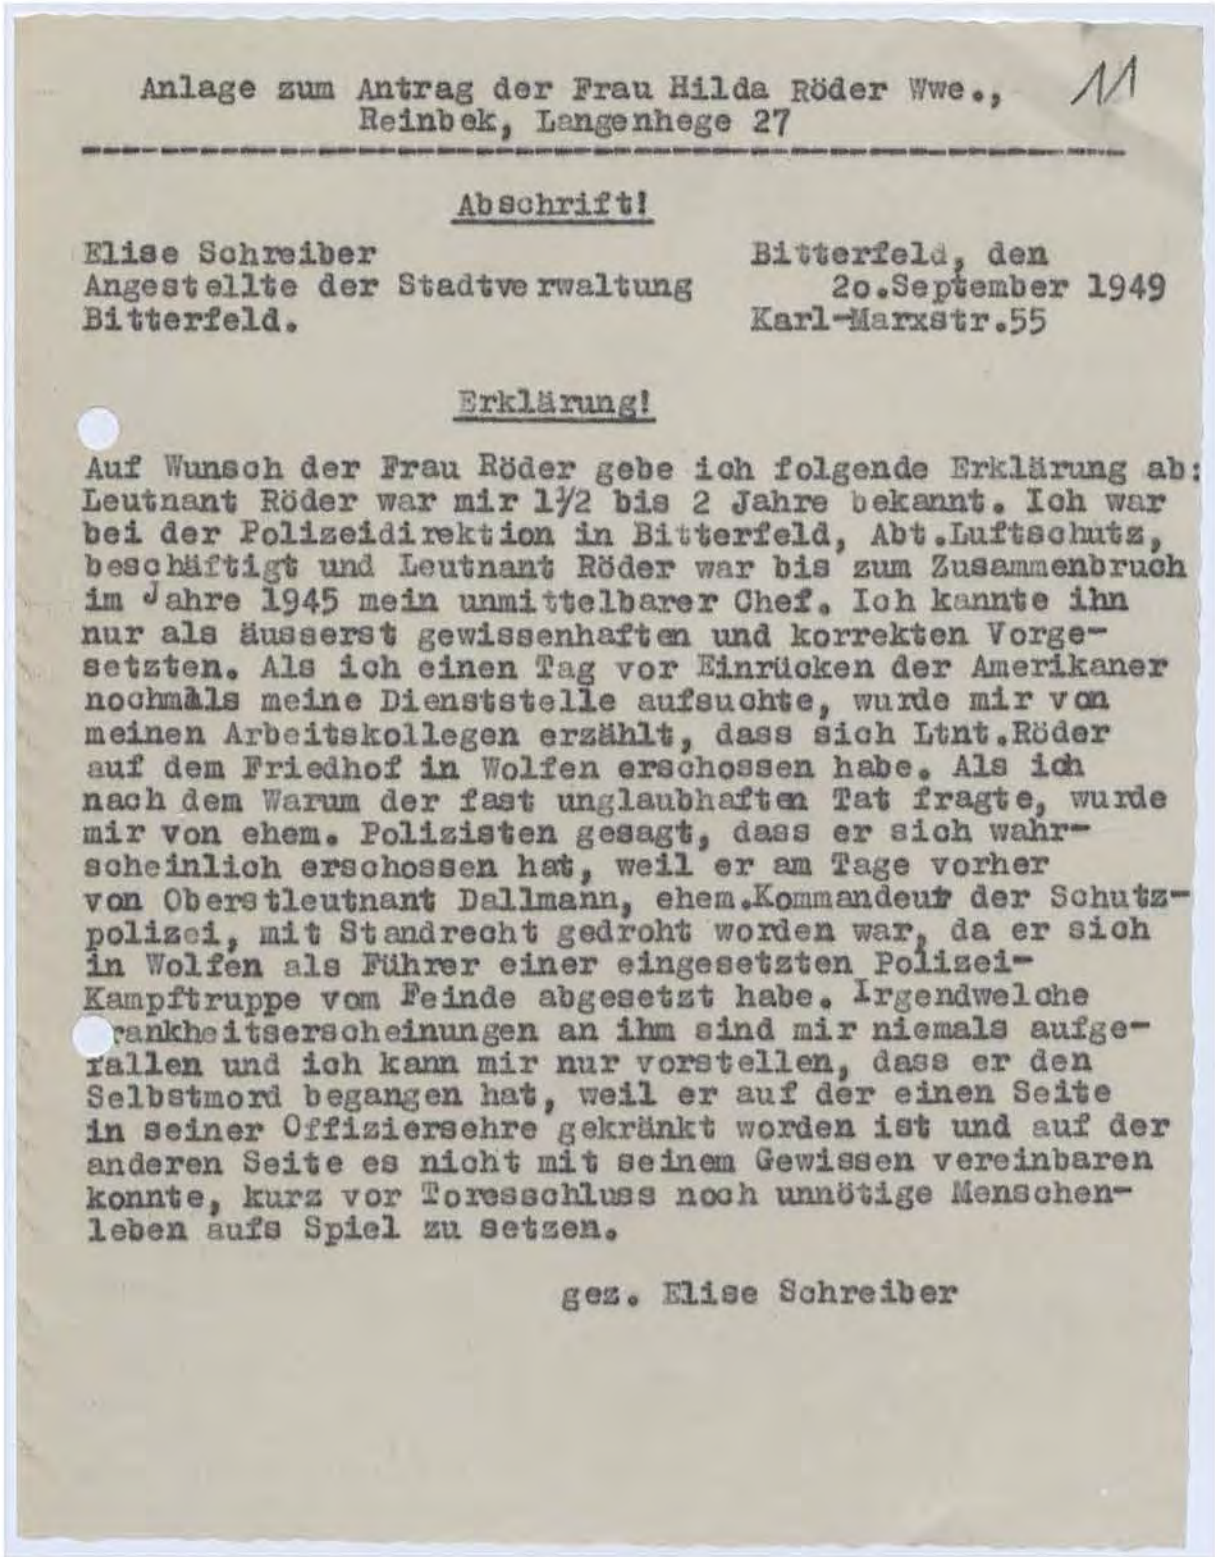 Anlage zum Antrag der Frau Hilda Röder Wwe.,
11
Reinbek, Langenhege 27
Abschrift!
Elise Schreiber
Bitterfeld, den
Angestellte der Stadtverwaltung
2o.September 1949
Bitterfeld.
Karl-Marxstr.55
Erklärung!
Auf Wunsch der Frau Röder gebe ich folgende Erklärung ab:
Leutnant Röder war mir 1½ bis 2 Jahre bekannt. Ich war
bei der Polizeidirektion in Bitterfeld, Abt.Luftschutz,
beschäftigt und Leutnant Röder war bis zum Zusammenbruch
im Jahre 1945 mein unmittelbarer Chef. Ich kannte ihn
nur als äusserst gewissenhaften und korrekten Vorge-
setzten. Als ich einen Tag vor Einrücken der Amerikaner
nochmals meine Dienststelle aufsuchte, wurde mir von
meinen Arbeitskollegen erzählt, dass sich Ltnt.Röder
auf dem Friedhof in Wolfen erschossen habe. Als ich
nach dem Warum der fast unglaubhaften Tat fragte, wurde
mir von ehem. Polizisten gesagt, dass er sich wahr-
scheinlich erschossen hat, weil er am Tage vorher
von Oberstleutnant Dallmann, ehem.Kommandeur der Schutz-
polizei, mit Standrecht gedroht worden war, da er sich
in Wolfen als Führer einer eingesetzten Polizei-
Kampftruppe vom Feinde abgesetzt habe. Irgendwelche
rankheitserscheinungen an ihm sind mir niemals aufge-
fallen und ich kann mir nur vorstellen, dass er den
Selbstmord begangen hat, weil er auf der einen Seite
in seiner Offiziersehre gekränkt worden ist und auf der
anderen Seite es nicht mit seinem Gewissen vereinbaren
konnte, kurz vor Toresschluss noch unnötige Menschen-
leben aufs Spiel zu setzen.
gez. Elise Schreiber